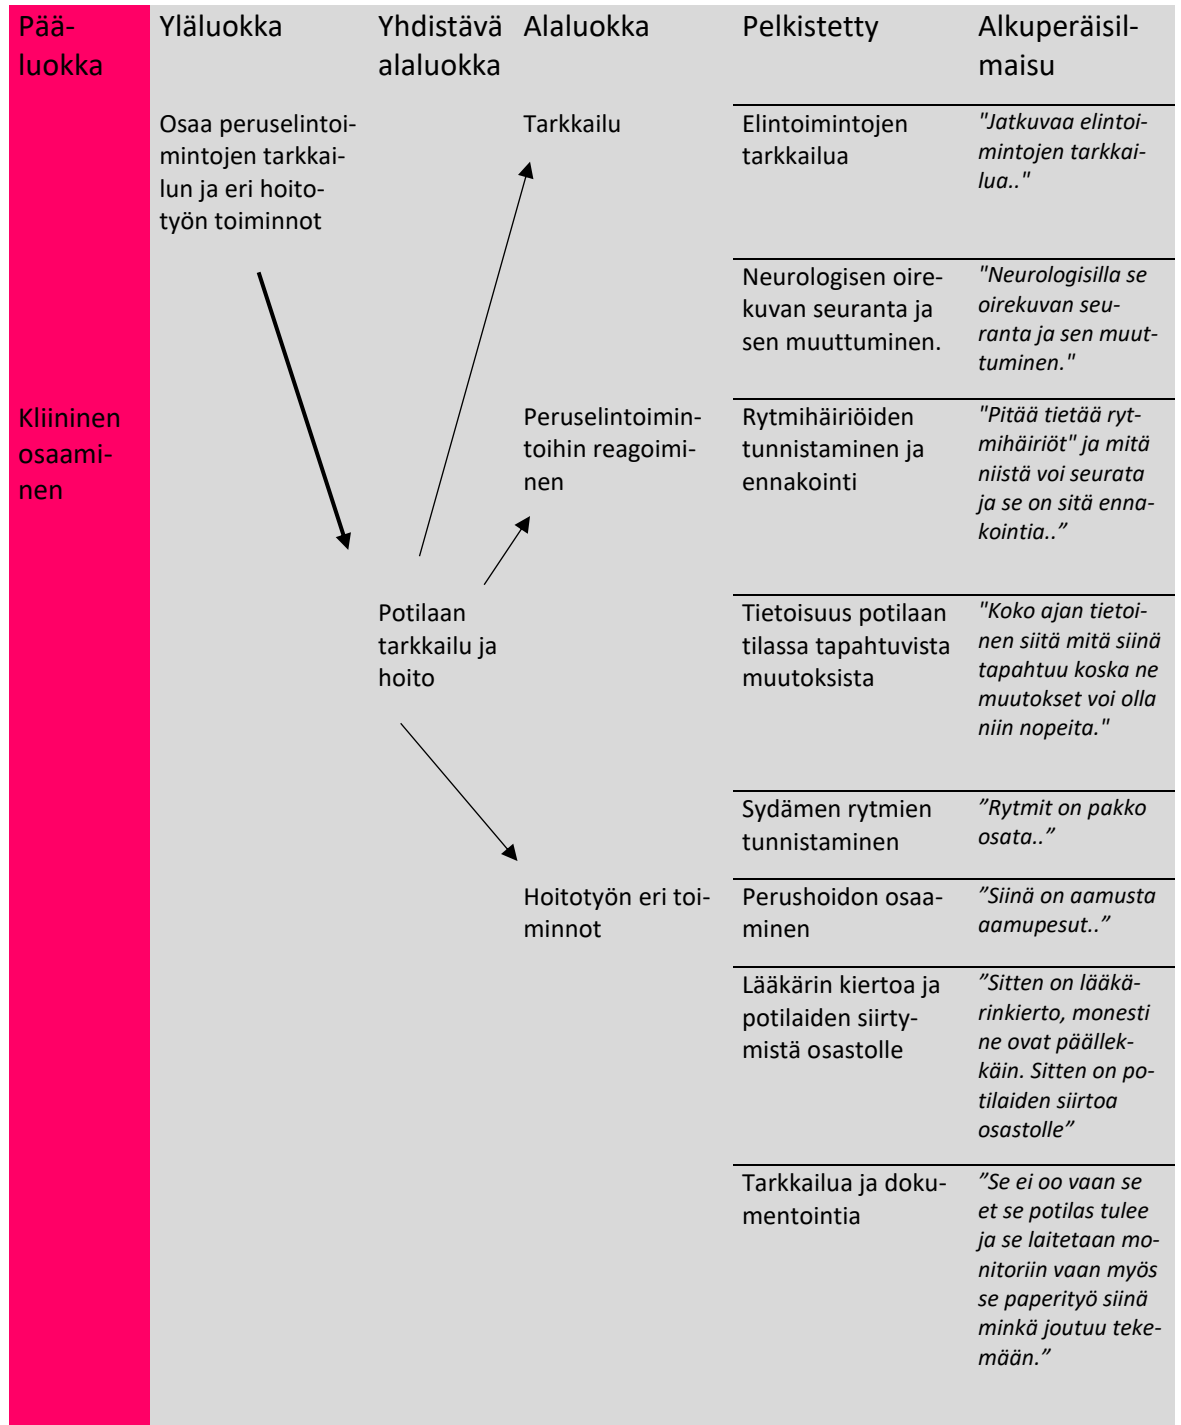 Pää-
luokka
Yläluokka
Yhdistävä
alaluokka
Alaluokka
Pelkistetty
Alkuperäisil-
maisu
Osaa peruselintoi-
mintojen tarkkai-
lun ja eri hoito-
työn toiminnot
Tarkkailu
Elintoimintojen
tarkkailua
"Jatkuvaa elintoi-
mintojen tarkkai-
lua.."
Neurologisen oire-
kuvan seuranta ja
sen muuttuminen.
"Neurologisilla se
oirekuvan seu-
ranta ja sen muut-
tuminen."
Kliininen
osaami-
nen
Peruselintoimin-
toihin reagoimi-
nen
Rytmihäiriöiden
tunnistaminen ja
ennakointi
"Pitää tietää ryt-
mihäiriöt" ja mitä
niistä voi seurata
ja se on sitä enna-
kointia..”
Potilaan
tarkkailu ja
hoito
Tietoisuus potilaan
tilassa tapahtuvista
muutoksista
"Koko ajan tietoi-
nen siitä mitä siinä
tapahtuu koska ne
muutokset voi olla
niin nopeita."
Sydämen rytmien
tunnistaminen
”Rytmit on pakko
osata..”
Hoitotyön eri toi-
minnot
Perushoidon osaa-
minen
”Siinä on aamusta
aamupesut..”
Lääkärin kiertoa ja
potilaiden siirty-
mistä osastolle
”Sitten on lääkä-
rinkierto, monesti
ne ovat päällek-
käin. Sitten on po-
tilaiden siirtoa
osastolle”
Tarkkailua ja doku-
mentointia
”Se ei oo vaan se
et se potilas tulee
ja se laitetaan mo-
nitoriin vaan myös
se paperityö siinä
minkä joutuu teke-
mään.”